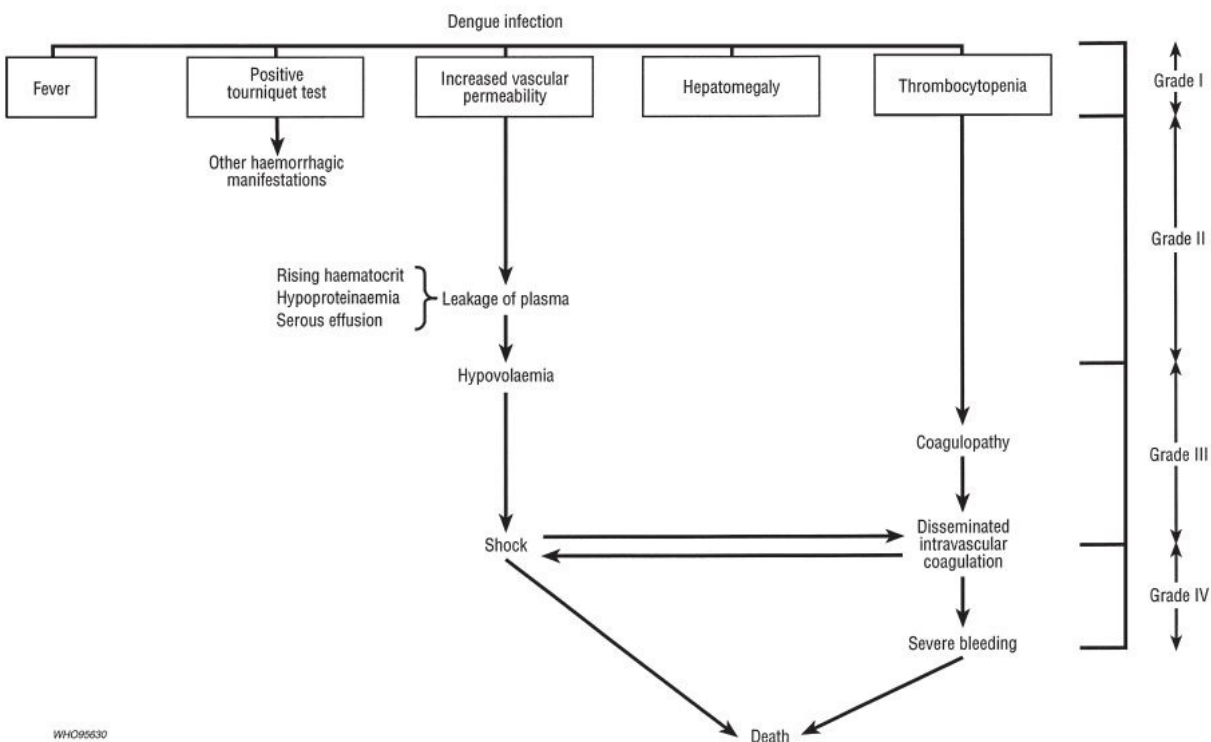 Dengue infection
Fever
Positive
tourniquet test
Increased vascular
permeability
Hepatomegaly
Thrombocytopenia
Grade I
Other haemorrhagic
manifestations
Grade II
Rising haematocrit
Hypoproteinaemia
Serous effusion
Leakage of plasma
Hypovolaemia
Coagulopathy
Grade III
Shock
Disseminated
intravascular
coagulation
Grade IV
Severe bleeding
Death
WHO95630